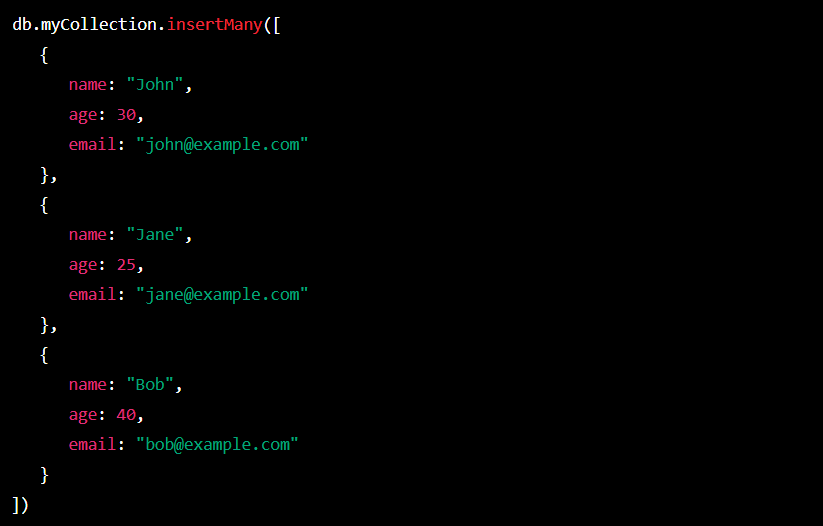 db.myCollection.insertMany([
   {
      name: "John",
      age: 30,
      email: "john@example.com"
   },
   {
      name: "Jane",
      age: 25,
      email: "jane@example.com"
   },
   {
      name: "Bob",
      age: 40,
      email: "bob@example.com"
   }
])